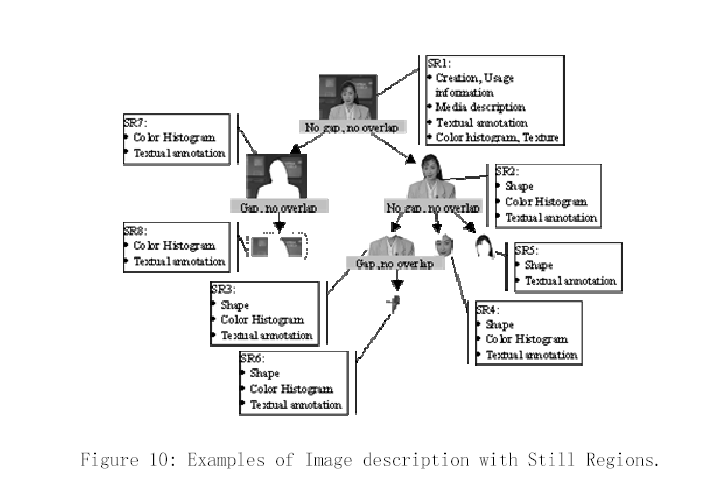 SR1:
• Creation, Usage
information
• Media description
• Textual annotation
• Color histogram, Texture
No gap, no overlap
SR7:
• Color Histogram
• Textual annotation
SR2:
• Shape
• Color Histogram
• Textual annotation
Gap, no overlap
No gap, no overlap
SR8:
• Color Histogram
• Textual annotation
SR5:
• Shape
• Textual annotation
Gap, no overlap
SR3:
• Shape
• Color Histogram
• Textual annotation
SR4:
• Shape
• Color Histogram
• Textual annotation
SR6:
• Shape
• Color Histogram
• Textual annotation
Figure 10: Examples of Image description with Still Regions.